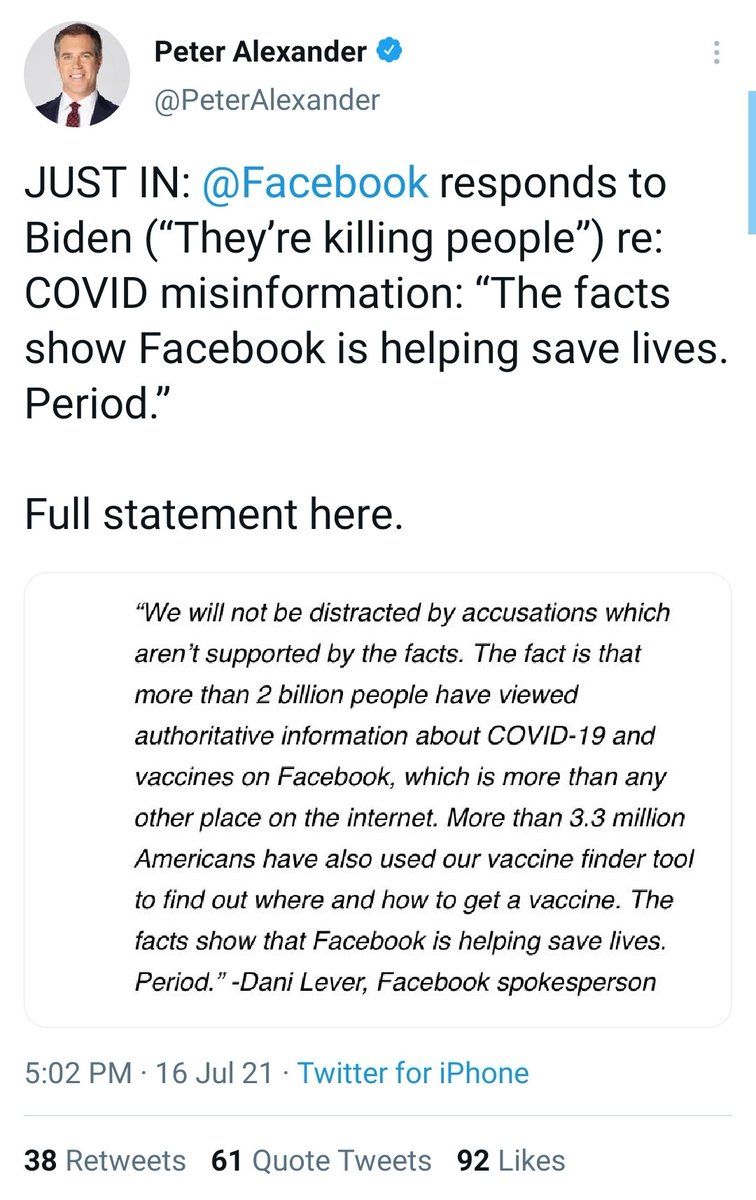 Peter Alexander
@PeterAlexander
JUST IN: @Facebook responds to
Biden (“They’re killing people”) re:
COVID misinformation: “The facts
show Facebook is helping save lives.
Period.”
Full statement here.
“We will not be distracted by accusations which
aren’t supported by the facts. The fact is that
more than 2 billion people have viewed
authoritative information about COVID-19 and
vaccines on Facebook, which is more than any
other place on the internet. More than 3.3 million
Americans have also used our vaccine finder tool
to find out where and how to get a vaccine. The
facts show that Facebook is helping save lives.
Period.” -Dani Lever, Facebook spokesperson
5:02 PM · 16 Jul 21 · Twitter for iPhone
38 Retweets 61 Quote Tweets 92 Likes